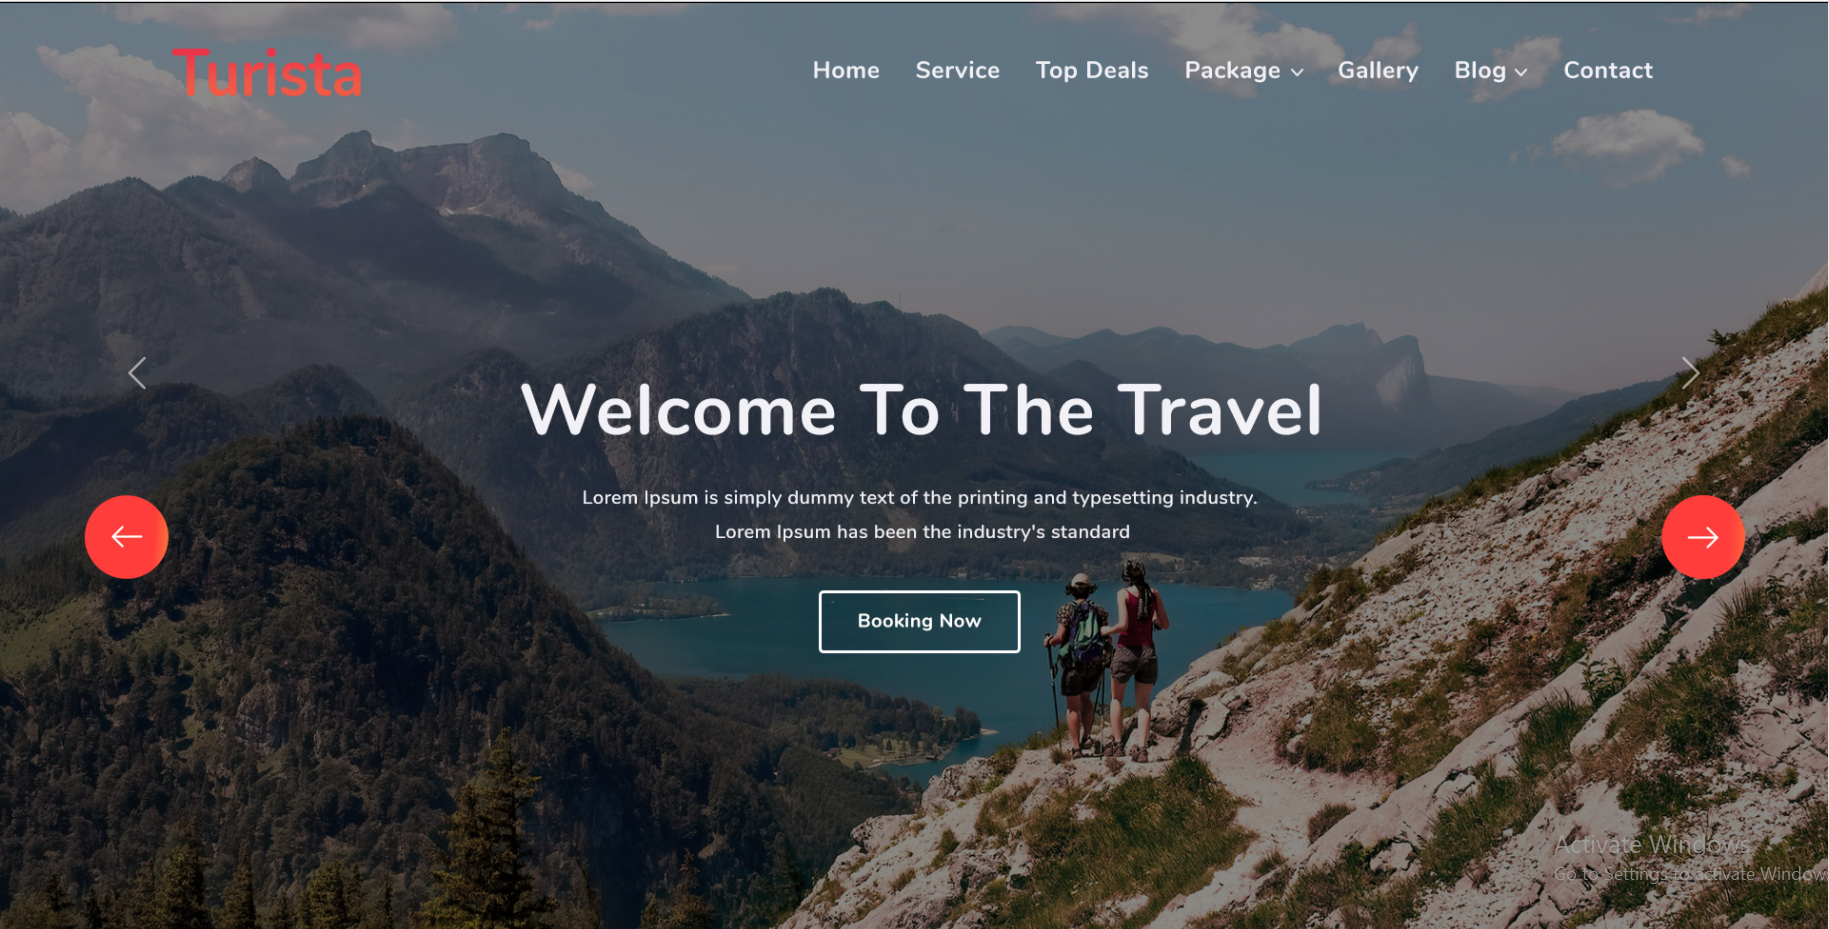 Turista
Home Service Top Deals Package Gallery Blog Contact
Welcome To The Travel
Lorem Ipsum is simply dummy text of the printing and typesetting industry.
Lorem Ipsum has been the industry's standard
Booking Now
Activate Windows
Go to Settings to activate Windows